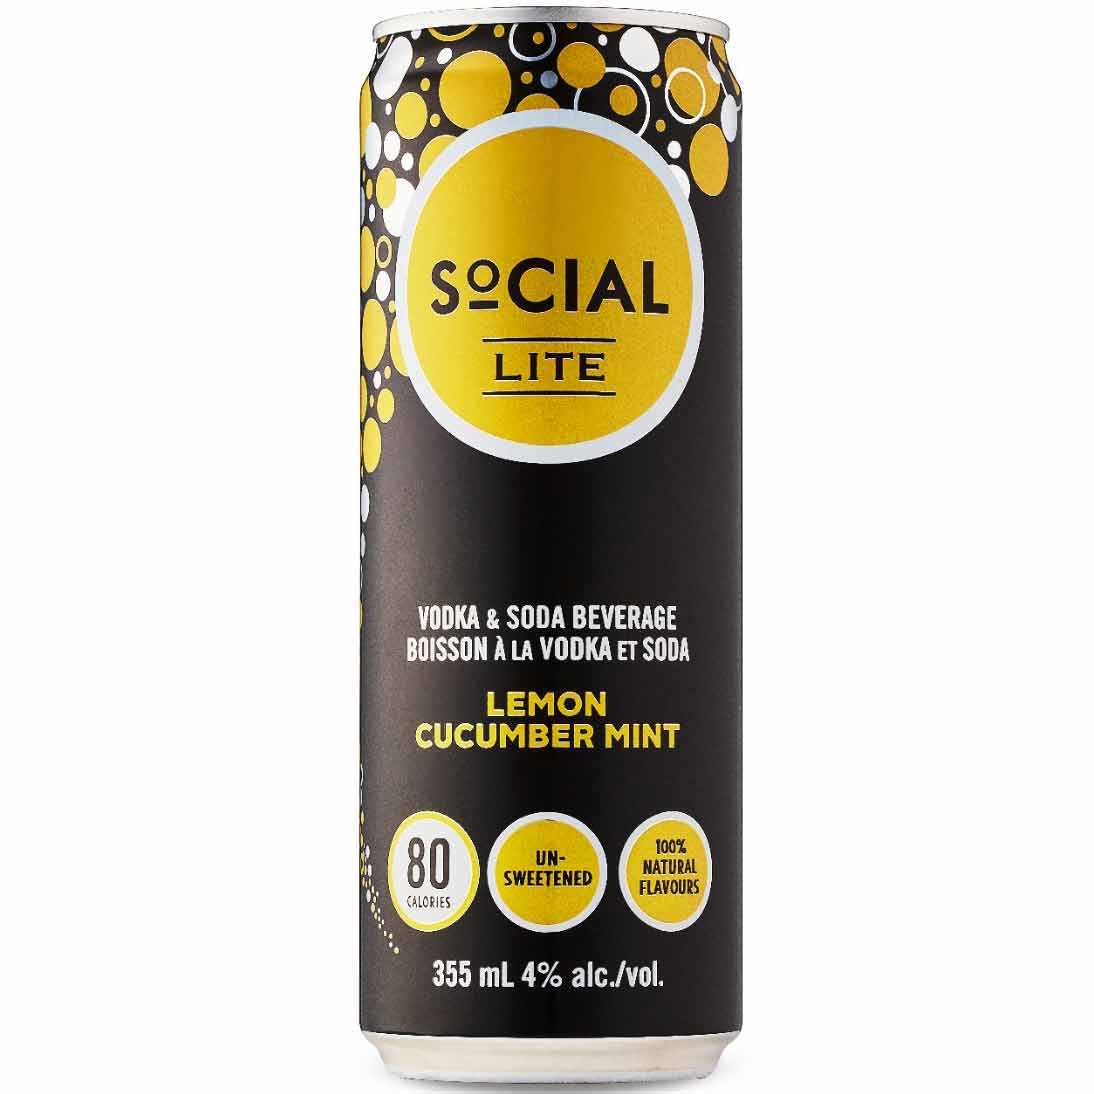 SoCIAL
LITE
VODKA & SODA BEVERAGE
BOISSON À LA VODKA ET SODA
LEMON
CUCUMBER MINT
80
CALORIES
UN-
SWEETENED
100%
NATURAL
FLAVOURS
355 mL 4% alc./vol.